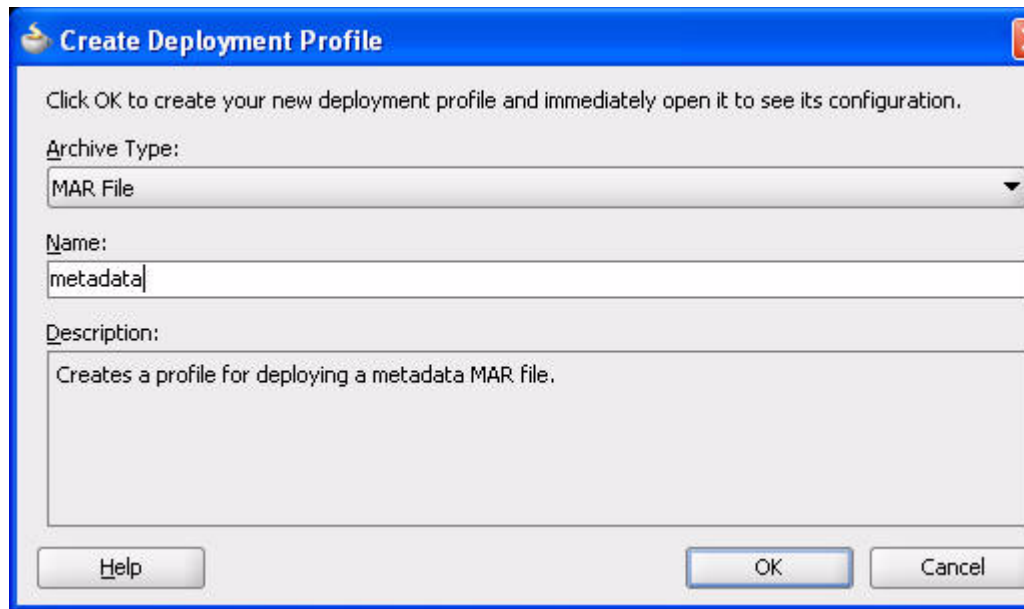 Create Deployment Profile
Click OK to create your new deployment profile and immediately open it to see its configuration.
Archive Type:
MAR File
Name:
metadata
Description:
Creates a profile for deploying a metadata MAR file.
Help
OK
Cancel